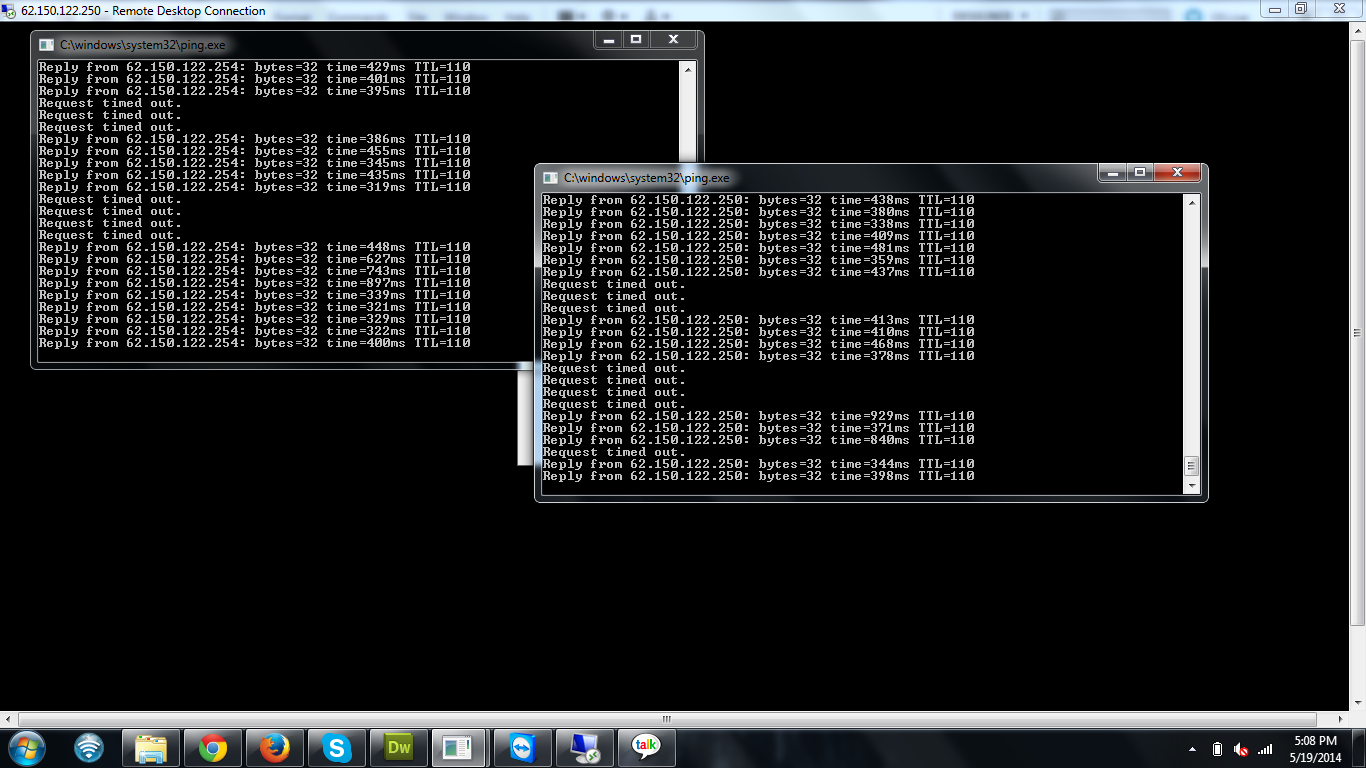 62.150.122.250 - Remote Desktop Connection
C:\windows\system32\ping.exe
Reply from 62.150.122.254: bytes=32 time=429ms TTL=110
Reply from 62.150.122.254: bytes=32 time=401ms TTL=110
Reply from 62.150.122.254: bytes=32 time=395ms TTL=110
Request timed out.
Request timed out.
Request timed out.
Reply from 62.150.122.254: bytes=32 time=386ms TTL=110
Reply from 62.150.122.254: bytes=32 time=455ms TTL=110
Reply from 62.150.122.254: bytes=32 time=345ms TTL=110
Reply from 62.150.122.254: bytes=32 time=435ms TTL=110
Reply from 62.150.122.254: bytes=32 time=319ms TTL=110
Request timed out.
Request timed out.
Request timed out.
Request timed out.
Reply from 62.150.122.254: bytes=32 time=448ms TTL=110
Reply from 62.150.122.254: bytes=32 time=627ms TTL=110
Reply from 62.150.122.254: bytes=32 time=743ms TTL=110
Reply from 62.150.122.254: bytes=32 time=897ms TTL=110
Reply from 62.150.122.254: bytes=32 time=339ms TTL=110
Reply from 62.150.122.254: bytes=32 time=321ms TTL=110
Reply from 62.150.122.254: bytes=32 time=329ms TTL=110
Reply from 62.150.122.254: bytes=32 time=322ms TTL=110
Reply from 62.150.122.254: bytes=32 time=400ms TTL=110
C:\windows\system32\ping.exe
Reply from 62.150.122.250: bytes=32 time=438ms TTL=110
Reply from 62.150.122.250: bytes=32 time=380ms TTL=110
Reply from 62.150.122.250: bytes=32 time=338ms TTL=110
Reply from 62.150.122.250: bytes=32 time=409ms TTL=110
Reply from 62.150.122.250: bytes=32 time=481ms TTL=110
Reply from 62.150.122.250: bytes=32 time=359ms TTL=110
Reply from 62.150.122.250: bytes=32 time=437ms TTL=110
Request timed out.
Request timed out.
Request timed out.
Reply from 62.150.122.250: bytes=32 time=413ms TTL=110
Reply from 62.150.122.250: bytes=32 time=410ms TTL=110
Reply from 62.150.122.250: bytes=32 time=468ms TTL=110
Reply from 62.150.122.250: bytes=32 time=378ms TTL=110
Request timed out.
Request timed out.
Request timed out.
Request timed out.
Reply from 62.150.122.250: bytes=32 time=929ms TTL=110
Reply from 62.150.122.250: bytes=32 time=371ms TTL=110
Reply from 62.150.122.250: bytes=32 time=840ms TTL=110
Request timed out.
Reply from 62.150.122.250: bytes=32 time=344ms TTL=110
Reply from 62.150.122.250: bytes=32 time=398ms TTL=110
Dw
talk
5:08 PM
5/19/2014